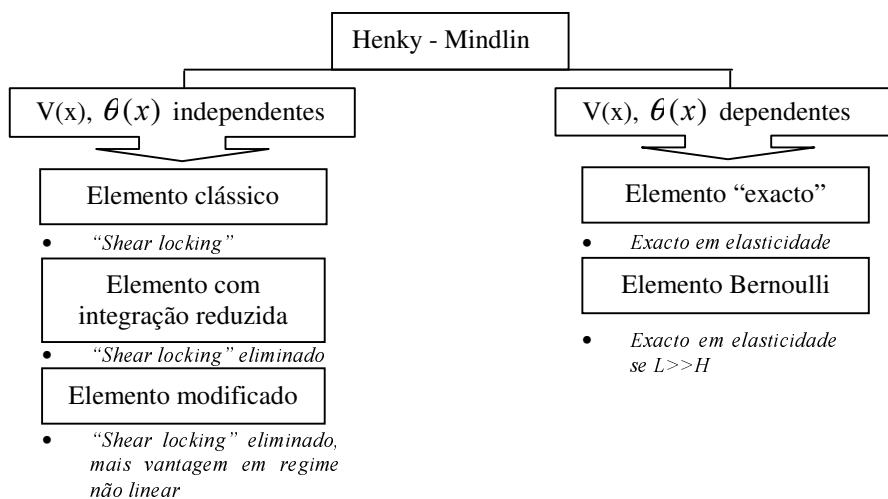 Henky - Mindlin
V(x), θ(x) independentes
Elemento clássico
• “Shear locking”
Elemento com
integração reduzida
• “Shear locking” eliminado
Elemento modificado
• “Shear locking” eliminado,
mais vantagem em regime
não linear
V(x), θ(x) dependentes
Elemento “exacto”
• Exacto em elasticidade
Elemento Bernoulli
• Exacto em elasticidade
se L>>H